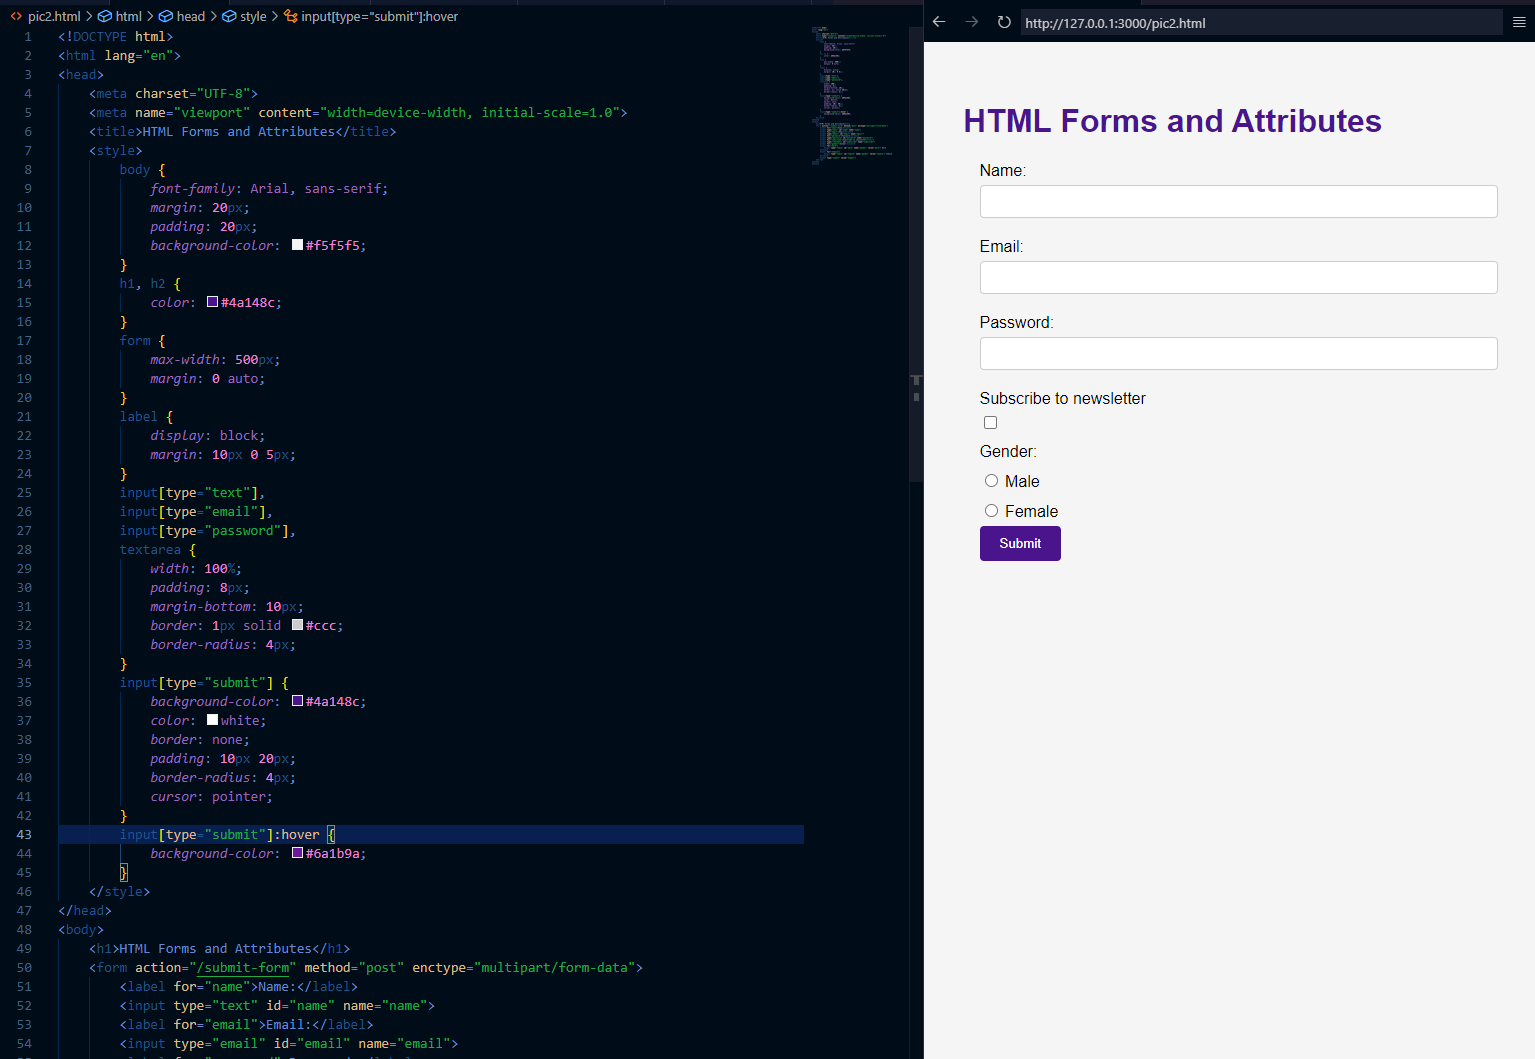 pic2.html > html > head > style > input[type="submit"]:hover
1 <!DOCTYPE html>
2 <html lang="en">
3 <head>
4 <meta charset="UTF-8">
5 <meta name="viewport" content="width=device-width, initial-scale=1.0">
6 <title>HTML Forms and Attributes</title>
7 <style>
8 body {
9 font-family: Arial, sans-serif;
10 margin: 20px;
11 padding: 20px;
12 background-color: #f5f5f5;
13 }
14 h1, h2 {
15 color: #4a148c;
16 }
17 form {
18 max-width: 500px;
19 margin: 0 auto;
20 }
21 label {
22 display: block;
23 margin: 10px 0 5px;
24 }
25 input[type="text"],
26 input[type="email"],
27 input[type="password"],
28 textarea {
29 width: 100%;
30 padding: 8px;
31 margin-bottom: 10px;
32 border: 1px solid #ccc;
33 border-radius: 4px;
34 }
35 input[type="submit"] {
36 background-color: #4a148c;
37 color: white;
38 border: none;
39 padding: 10px 20px;
40 border-radius: 4px;
41 cursor: pointer;
42 }
43 input[type="submit"]:hover {
44 background-color: #6a1b9a;
45 }
46 </style>
47 </head>
48 <body>
49 <h1>HTML Forms and Attributes</h1>
50 <form action="/submit-form" method="post" enctype="multipart/form-data">
51 <label for="name">Name:</label>
52 <input type="text" id="name" name="name">
53 <label for="email">Email:</label>
54 <input type="email" id="email" name="email">
http://127.0.0.1:3000/pic2.html
HTML Forms and Attributes
Name:
Email:
Password:
Subscribe to newsletter
Gender:
Male
Female
Submit